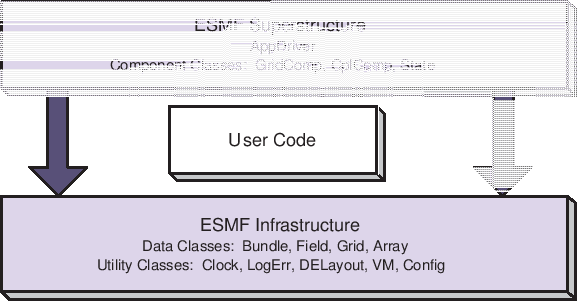 ESMF Superstructure
AppDriver
Component Classes: GridComp, CplComp, State
User Code
ESMF Infrastructure
Data Classes: Bundle, Field, Grid, Array
Utility Classes: Clock, LogErr, DELayout, VM, Config